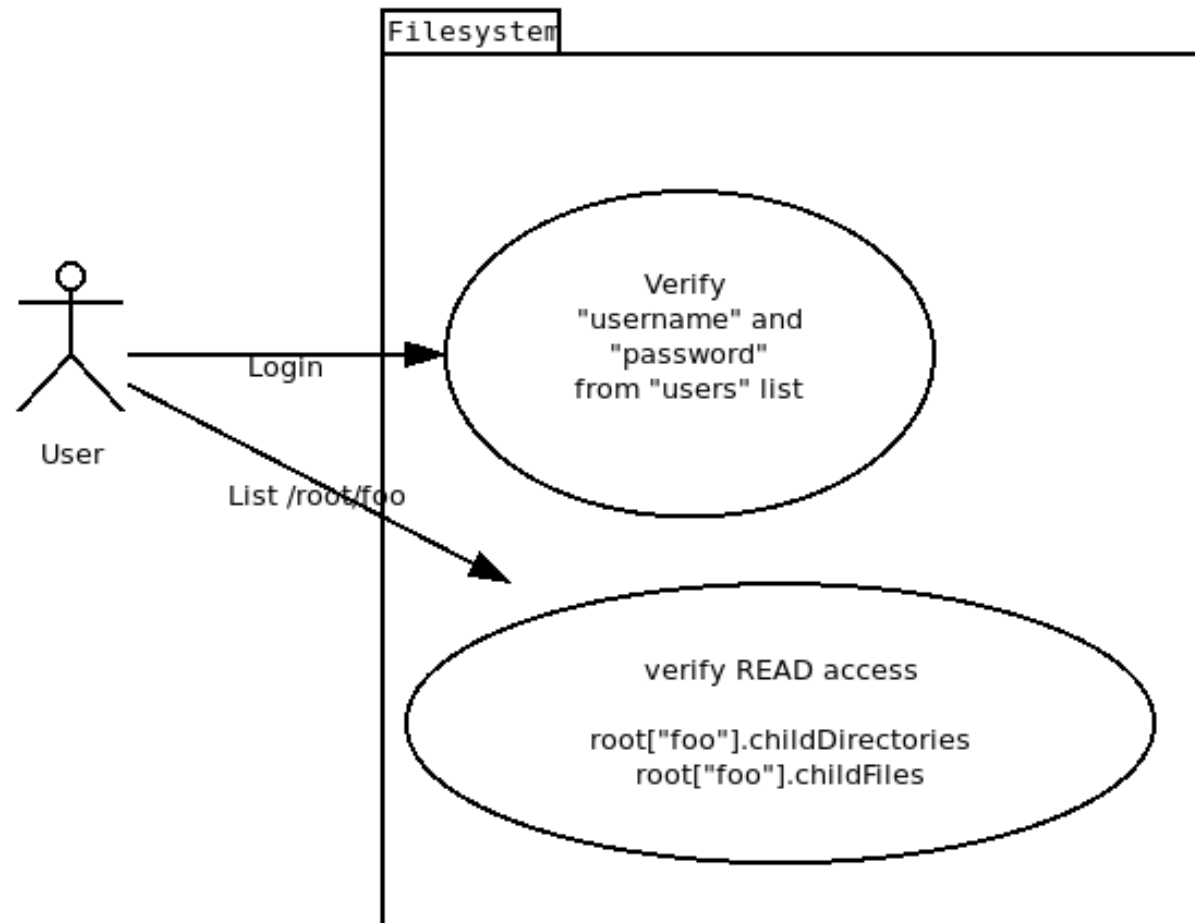 Filesystem
Verify
"username" and
"password"
from "users" list
Login
User
List /root/foo
verify READ access
root["foo"].childDirectories
root["foo"].childFiles